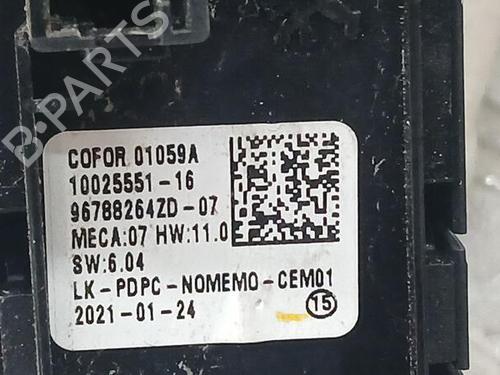 B-PARTS
COFOR 01059A
10025551-16
96788264ZD-07
MECA:07 HW:11.0
SW:6.04
LK-PDPC-NOMEMO-CEM01
2021-01-24
15